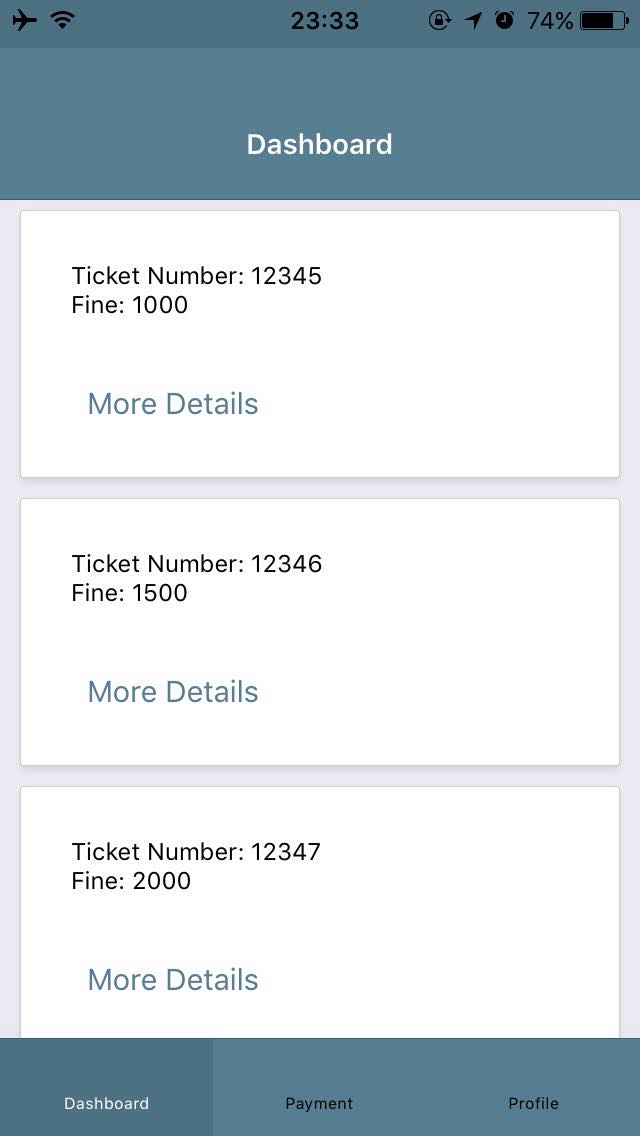 23:33
74%
Dashboard
Ticket Number: 12345
Fine: 1000
More Details
Ticket Number: 12346
Fine: 1500
More Details
Ticket Number: 12347
Fine: 2000
More Details
Dashboard
Payment
Profile